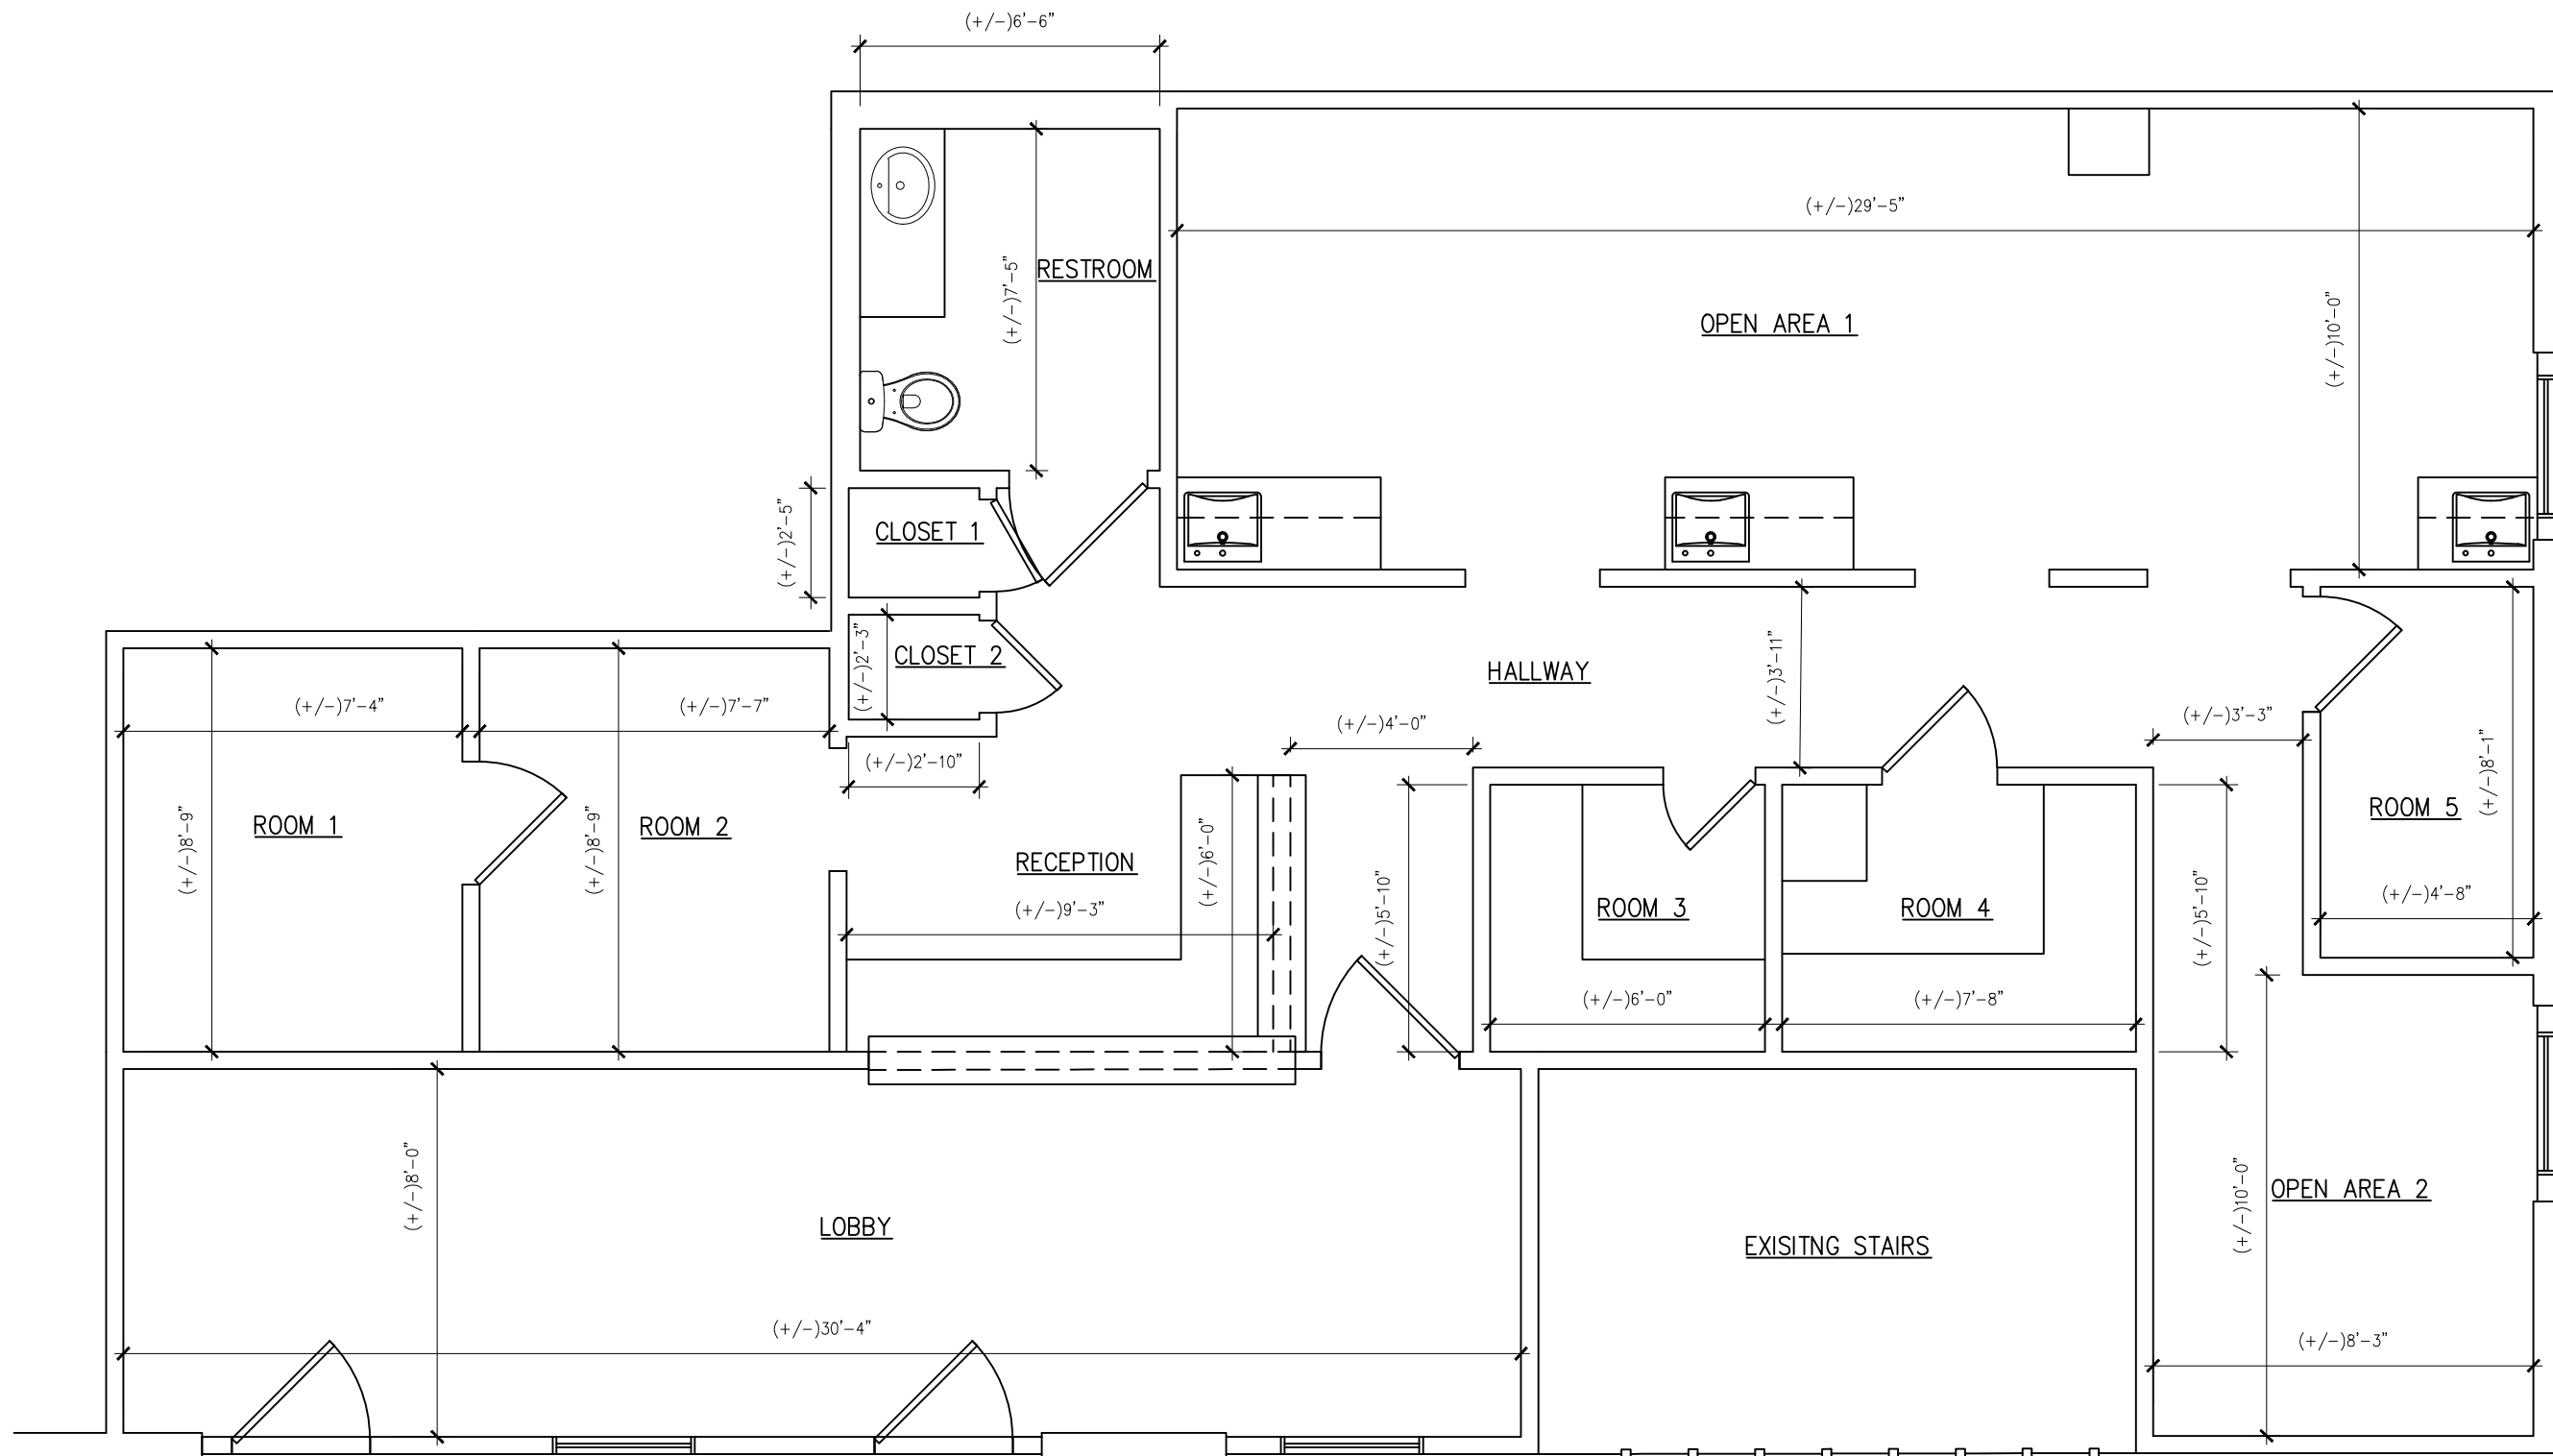 (+/-)6'-6"
(+/-)29'-5"
(+/-)7'-5"
RESTROOM
OPEN AREA 1
(+/-)10'-0"
(+/-)2'-5"
CLOSET 1
(+/-)2'-3"
CLOSET 2
HALLWAY
(+/-)3'-11"
(+/-)7'-4"
(+/-)7'-7"
(+/-)4'-0"
(+/-)3'-3"
(+/-)2'-10"
(+/-)8'-1"
ROOM 5
(+/-)8'-9"
ROOM 1
(+/-)8'-9"
ROOM 2
RECEPTION
(+/-)6'-0"
(+/-)9'-3"
(+/-)5'-10"
ROOM 3
ROOM 4
(+/-)5'-10"
(+/-)4'-8"
(+/-)6'-0"
(+/-)7'-8"
(+/-)8'-0"
LOBBY
EXISITNG STAIRS
(+/-)10'-0"
OPEN AREA 2
(+/-)30'-4"
(+/-)8'-3"